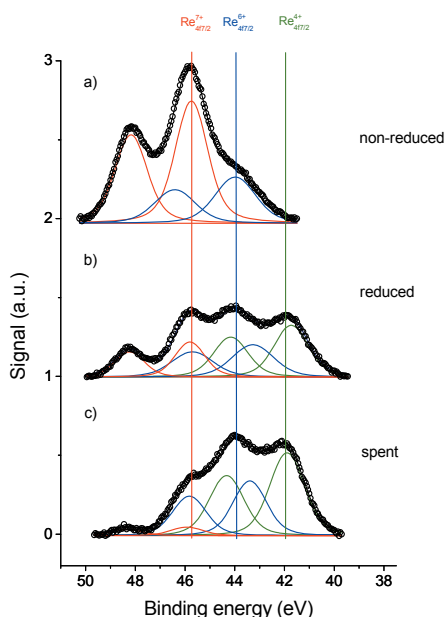 Re7+4f7/2 Re6+4f7/2 Re4+4f7/2
3
a)
non-reduced
2
b)
reduced
1
c)
spent
0
Signal (a.u.)
50 48 46 44 42 40 38
Binding energy (eV)